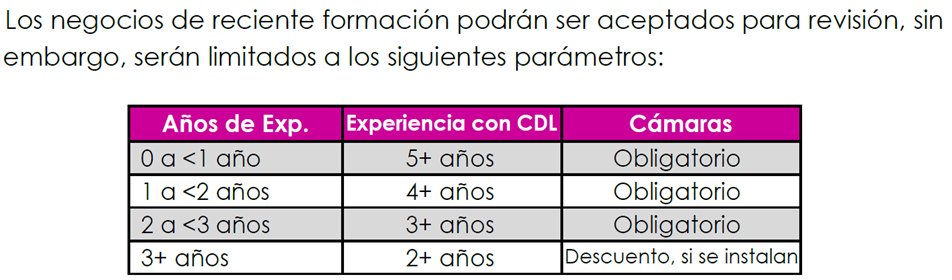 Los negocios de reciente formación podrán ser aceptados para revisión, sin
embargo, serán limitados a los siguientes parámetros:
Años de Exp. Experiencia con CDL Cámaras
0 a <1 año 5+ años Obligatorio
1 a <2 años 4+ años Obligatorio
2 a <3 años 3+ años Obligatorio
3+ años 2+ años Descuento, si se instalan